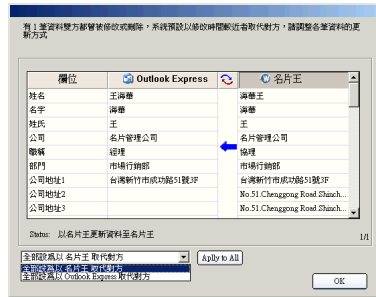 有 1 筆資料雙方都曾被修改或刪除，系統預設以修改時間較近者取代對方，請調整各筆資料的更
新方式
欄位 Outlook Express 名片王
姓名 王海華 海華王
名字 海華 海華
姓氏 王 王
公司 名片管理公司 名片管理公司
職稱 經理 協理
部門 市場行銷部 市場行銷部
公司地址1 台灣新竹市成功路51號3F 台灣新竹市成功路51號3F
公司地址2 No.51.Chenggong Road.Shinch...
公司地址3 No.51.Chenggong Road.Shinch...
Status: 以名片王更新資料至名片王
1/1
全部設為以 名片王 取代對方 Aplly to All
全部設為以 名片王 取代對方
全部設為以 Outlook Express 取代對方
OK